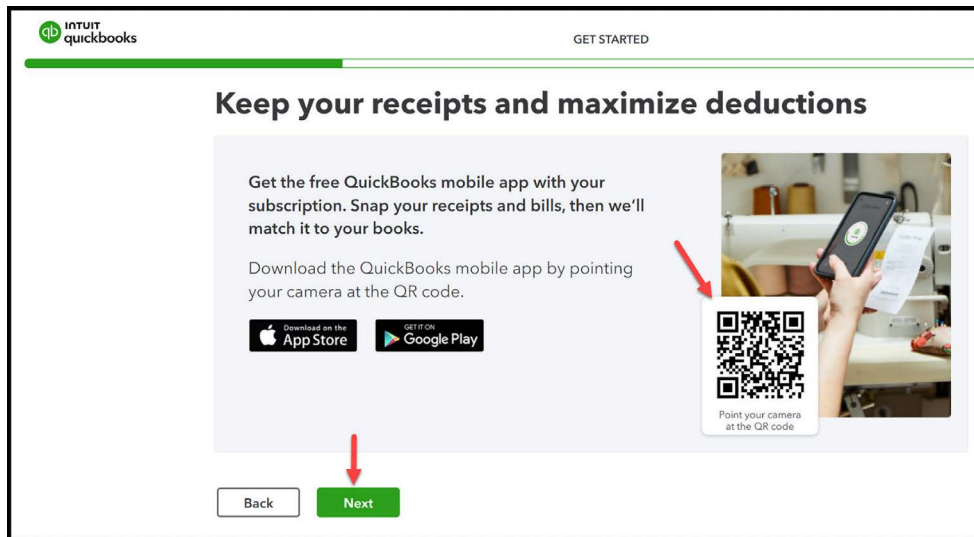 INTUIT
quickbooks
GET STARTED
Keep your receipts and maximize deductions
Get the free QuickBooks mobile app with your
subscription. Snap your receipts and bills, then we'll
match it to your books.
Download the QuickBooks mobile app by pointing
your camera at the QR code.
Download on the
App Store
GET IT ON
Google Play
Point your camera
at the QR code
Back
Next